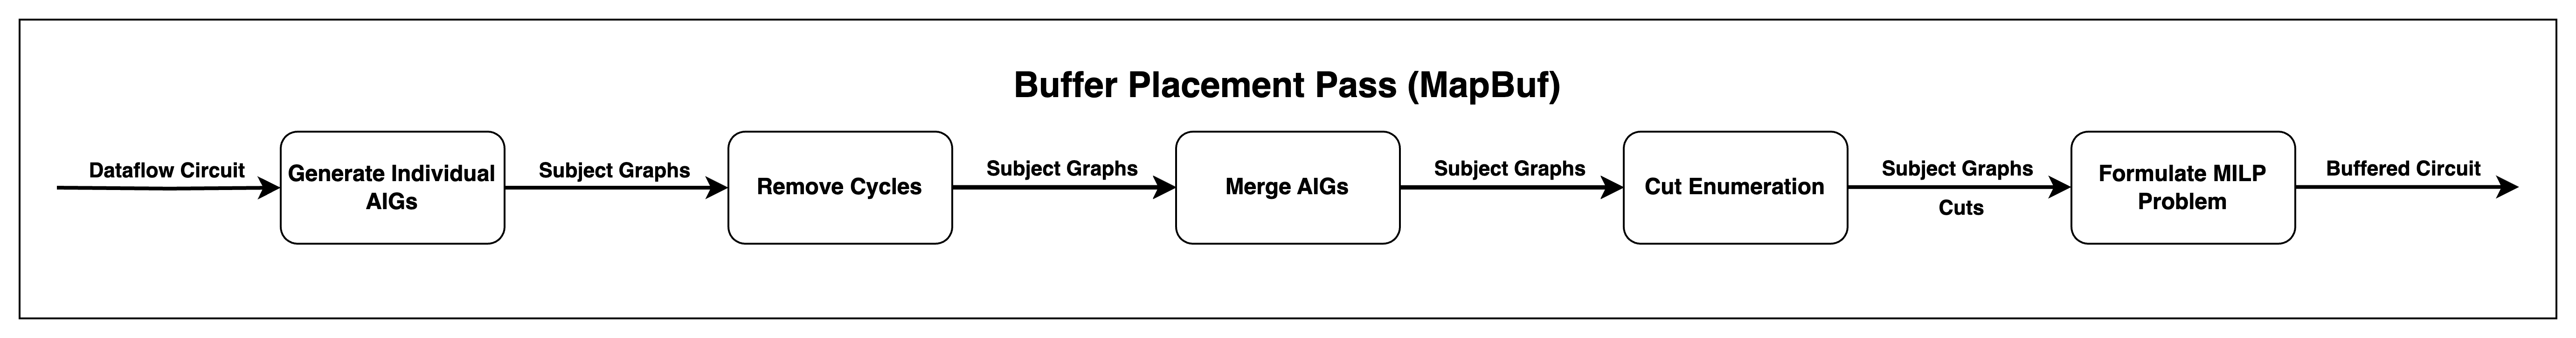 Buffer Placement Pass (MapBuf)
Dataflow Circuit
Generate Individual
AIGs
Subject Graphs
Remove Cycles
Subject Graphs
Merge AIGs
Subject Graphs
Cut Enumeration
Subject Graphs
Cuts
Formulate MILP
Problem
Buffered Circuit